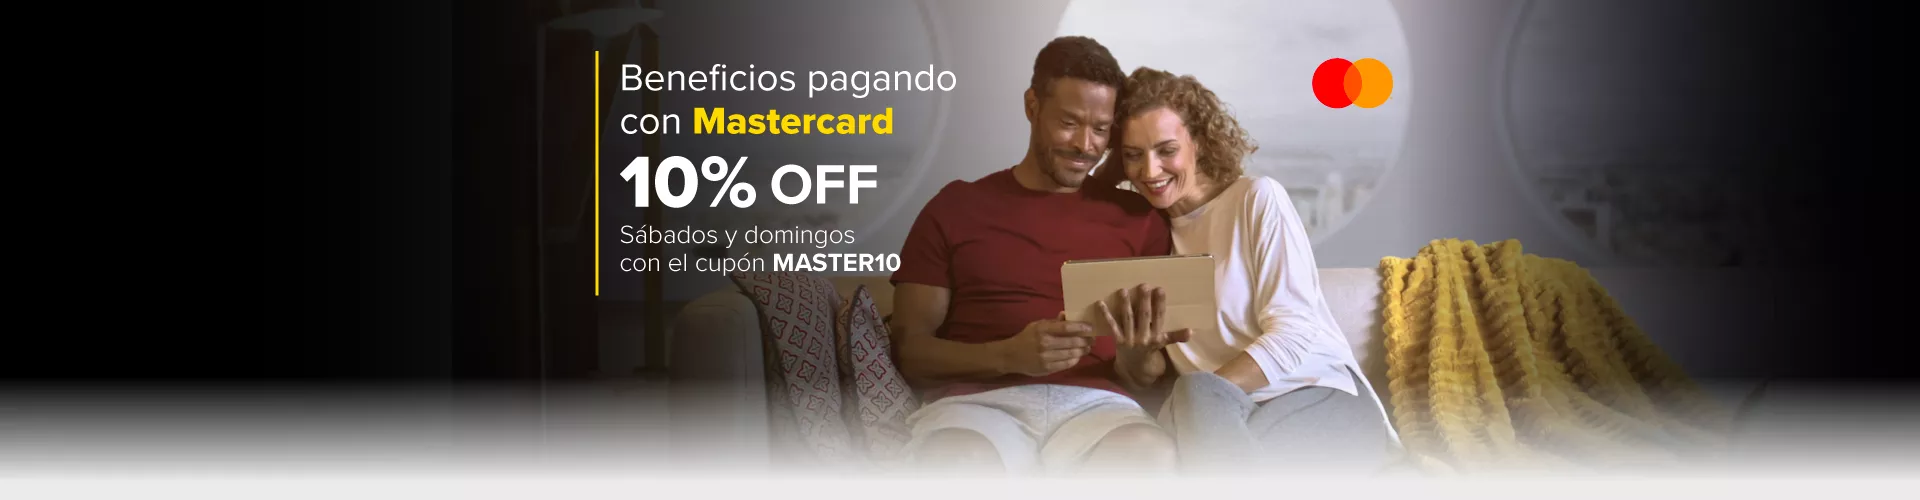 Beneficios pagando
con Mastercard
10% OFF
Sábados y domingos
con el cupón MASTER10